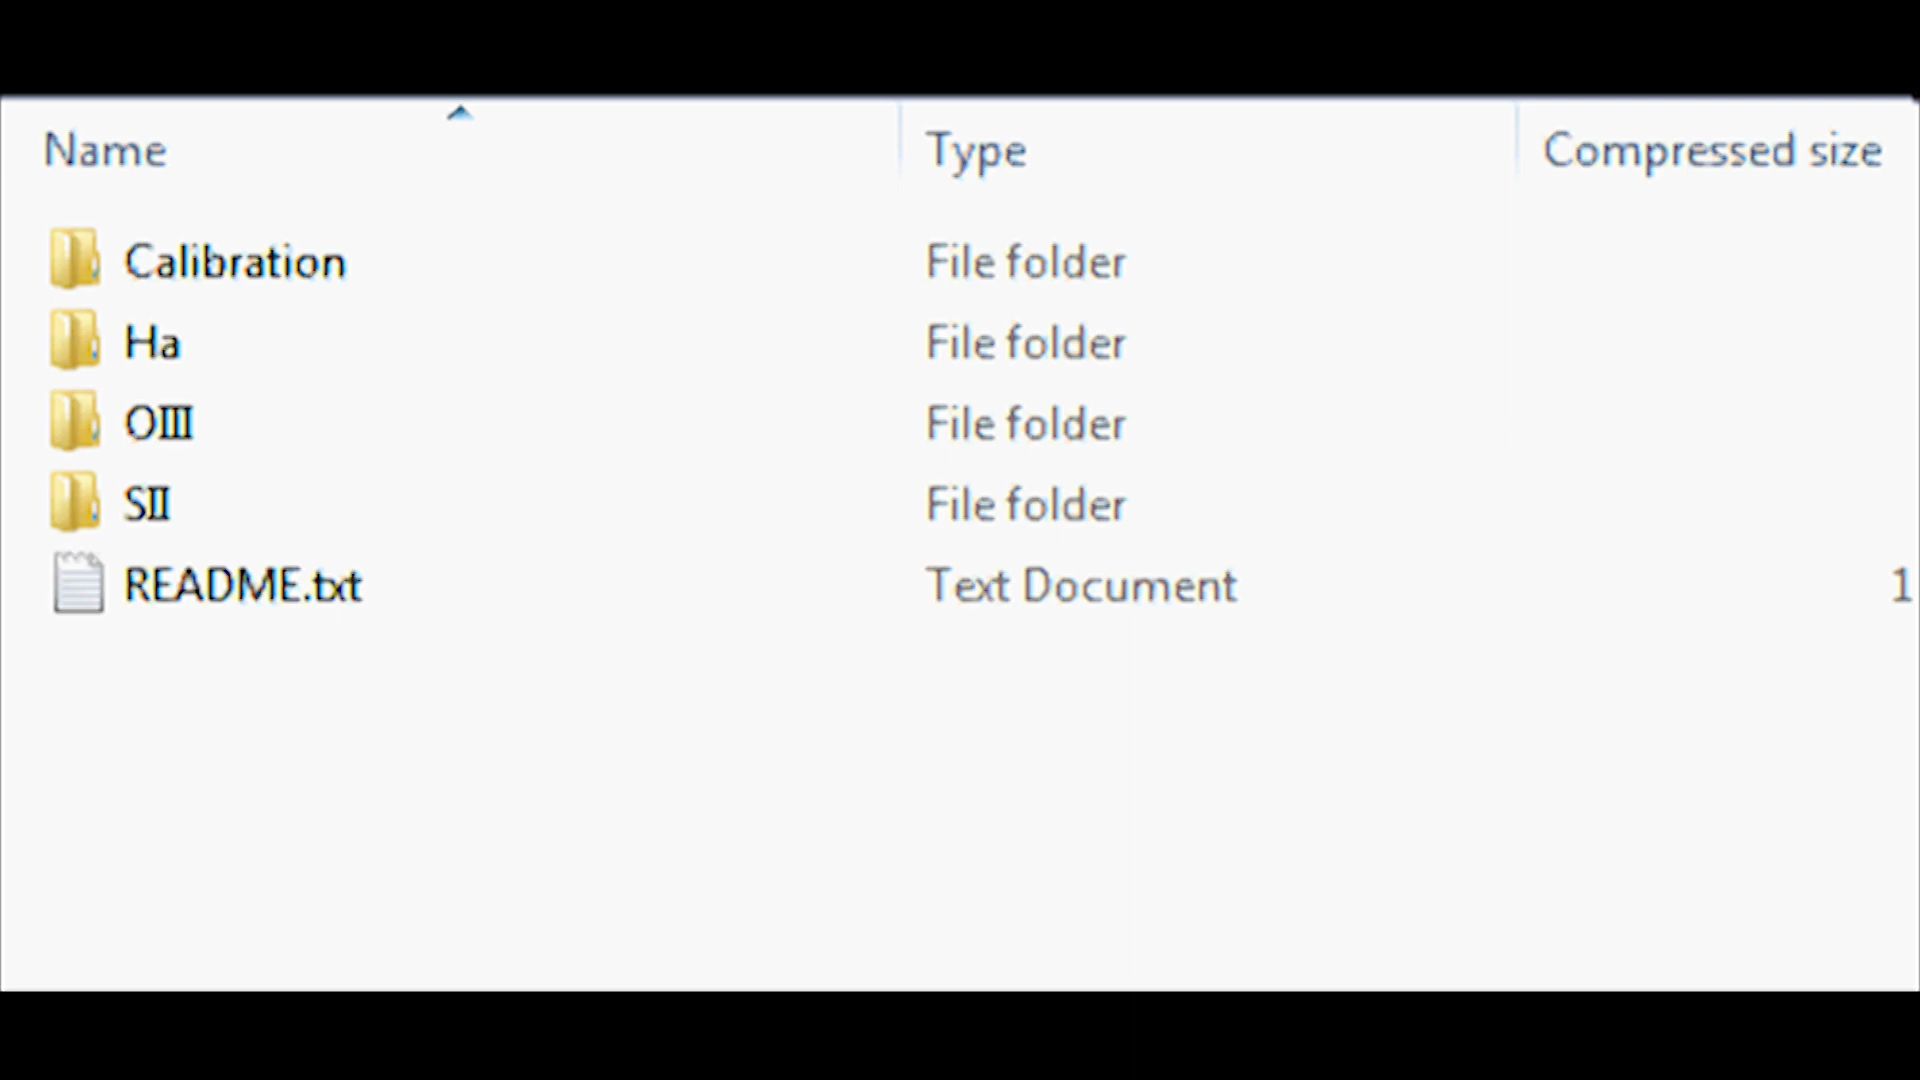 Name Type Compressed size
Calibration File folder
Ha File folder
OIII File folder
SII File folder
README.txt Text Document 1